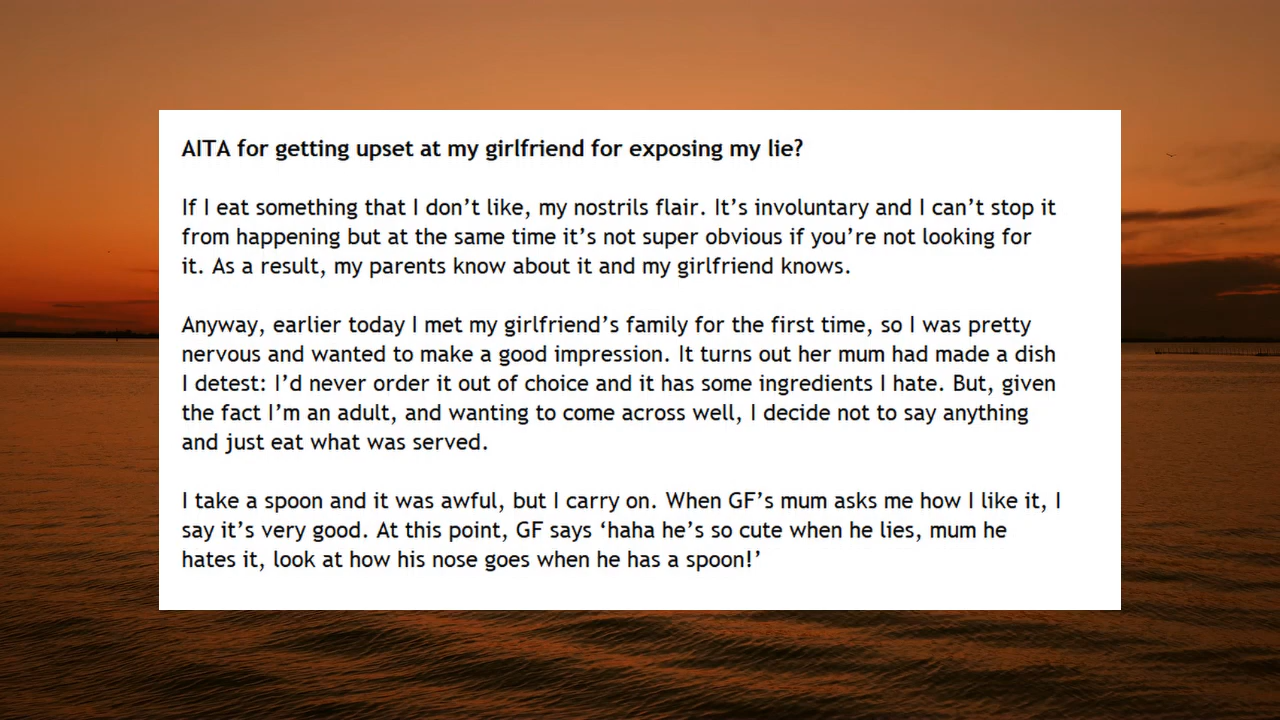 AITA for getting upset at my girlfriend for exposing my lie?
If I eat something that I don't like, my nostrils flair. It's involuntary and I can't stop it
from happening but at the same time it's not super obvious if you're not looking for
it. As a result, my parents know about it and my girlfriend knows.
Anyway, earlier today I met my girlfriend's family for the first time, so I was pretty
nervous and wanted to make a good impression. It turns out her mum had made a dish
I detest: I'd never order it out of choice and it has some ingredients I hate. But, given
the fact I'm an adult, and wanting to come across well, I decide not to say anything
and just eat what was served.
I take a spoon and it was awful, but I carry on. When GF's mum asks me how I like it, I
say it's very good. At this point, GF says ‘haha he's so cute when he lies, mum he
hates it, look at how his nose goes when he has a spoon!’